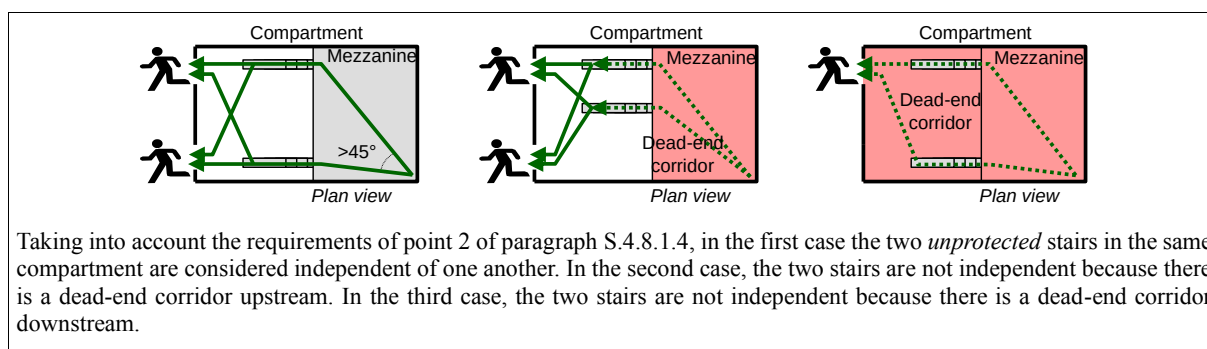 Compartment
Mezzanine
>45°
Plan view
Compartment
Mezzanine
Dead-end
corridor
Plan view
Compartment
Mezzanine
Dead-end
corridor
Plan view
Taking into account the requirements of point 2 of paragraph S.4.8.1.4, in the first case the two unprotected stairs in the same
compartment are considered independent of one another. In the second case, the two stairs are not independent because there
is a dead-end corridor upstream. In the third case, the two stairs are not independent because there is a dead-end corridor
downstream.